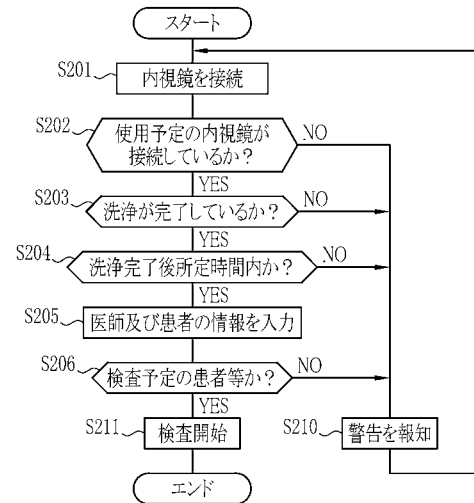 スタート
S201
内視鏡を接続
S202
使用予定の内視鏡が
接続しているか？
NO
YES
S203
洗浄が完了しているか？
NO
YES
S204
洗浄完了後所定時間内か？
NO
YES
S205
医師及び患者の情報を入力
S206
検査予定の患者等か？
NO
YES
S211
検査開始
S210
警告を報知
エンド